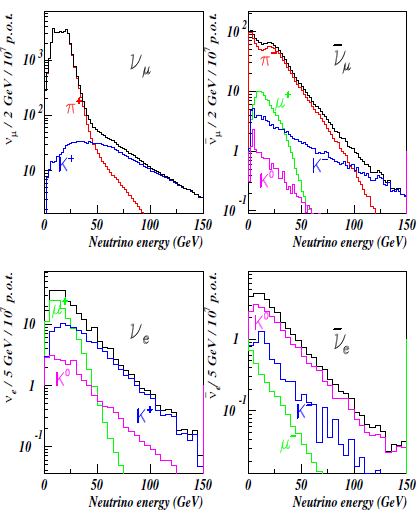 ν_μ / 2 GeV / 10^7 p.o.t.
10^3
10^2
10
ν_μ
π^+
K^+
0 50 100 150
Neutrino energy (GeV)
ν̄_μ / 2 GeV / 10^7 p.o.t.
10^2
10
1
10^-1
ν̄_μ
π^-
μ^+
K^-
K^0
0 50 100 150
Neutrino energy (GeV)
ν_e / 5 GeV / 10^7 p.o.t.
10
1
10^-1
ν_e
μ^+
K^0
K^+
0 50 100 150
Neutrino energy (GeV)
ν̄_e / 5 GeV / 10^7 p.o.t.
1
10^-1
ν̄_e
K^0
K^-
μ^-
0 50 100 150
Neutrino energy (GeV)